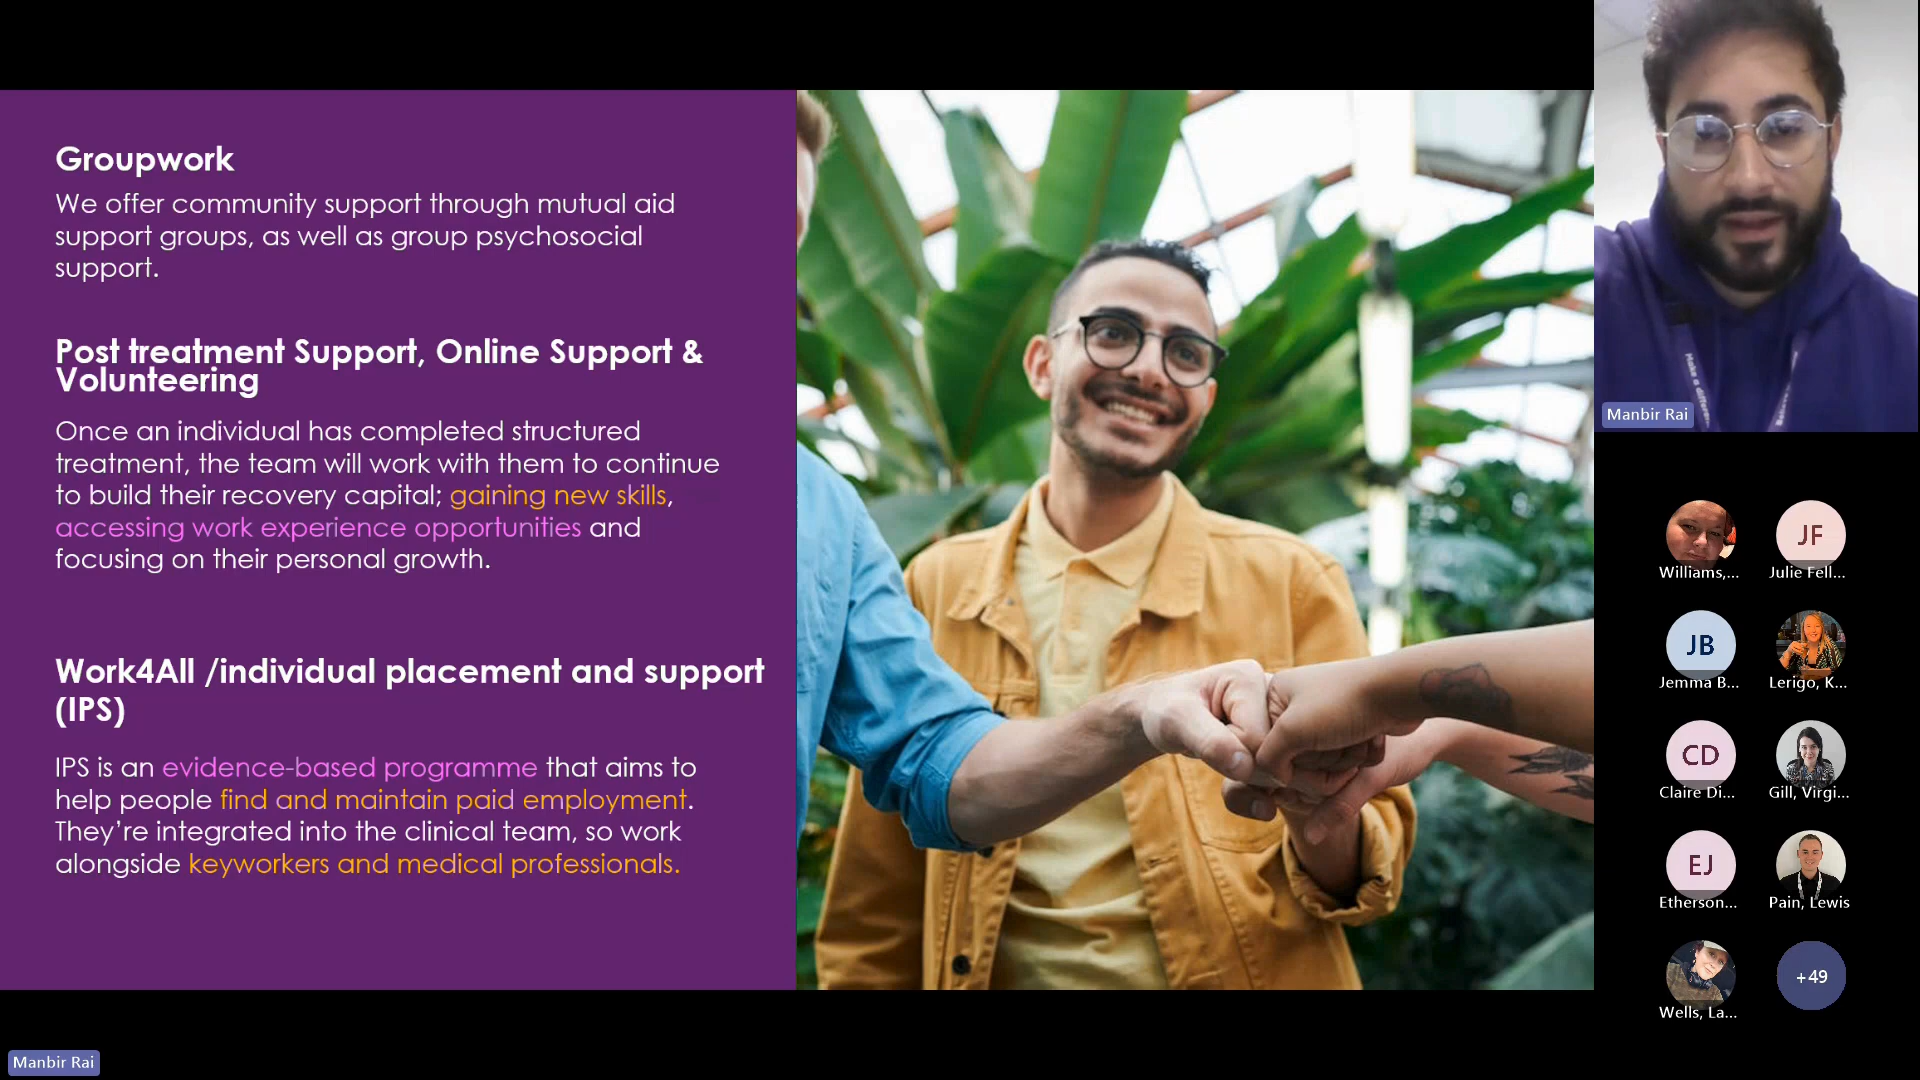 Groupwork
We offer community support through mutual aid
support groups, as well as group psychosocial
support.
Post treatment Support, Online Support &
Volunteering
Once an individual has completed structured
treatment, the team will work with them to continue
to build their recovery capital; gaining new skills,
accessing work experience opportunities and
focusing on their personal growth.
Work4All /individual placement and support
(IPS)
IPS is an evidence-based programme that aims to
help people find and maintain paid employment.
They’re integrated into the clinical team, so work
alongside keyworkers and medical professionals.
Manbir Rai
Make a differen
Manbir Rai
Williams,...
JF
Julie Fell...
JB
Jemma B...
Lerigo, K...
CD
Claire Di...
Gill, Virgi...
EJ
Etherson...
Pain, Lewis
Wells, La...
+49